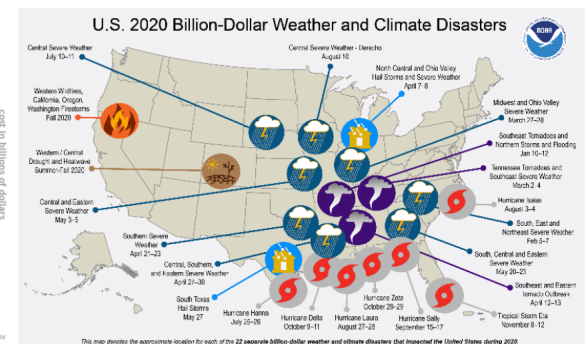 U.S. 2020 Billion-Dollar Weather and Climate Disasters
NOAA
Central Severe Weather
July 10–11
Central Severe Weather - Derecho
August 10
North Central and Ohio Valley
Hail Storms and Severe Weather
April 7–8
Western Wildfires,
California, Oregon,
Washington Firestorms
Fall 2020
Midwest and Ohio Valley
Severe Weather
March 27–28
Southeast Tornadoes and
Northern Storms and Flooding
Jan 10–12
Western / Central
Drought and Heatwave
Summer-Fall 2020
Tennessee Tornadoes and
Southeast Severe Weather
March 2–4
Hurricane Isaias
August 3–4
Central and Eastern
Severe Weather
May 3–5
South, East and
Northeast Severe Weather
Feb 5–7
Southern Severe
Weather
April 21–23
South, Central and Eastern
Severe Weather
May 20–23
Central, Southern,
and Eastern Severe Weather
April 27–30
Southeast and Eastern
Tornado Outbreak
April 12–13
South Texas
Hail Storms
May 27
Hurricane Hanna
July 25–26
Hurricane Delta
October 9–11
Hurricane Laura
August 27–28
Hurricane Zeta
October 28–29
Hurricane Sally
September 15–17
Tropical Storm Eta
November 8–12
This map denotes the approximate location for each of the 22 separate billion-dollar weather and climate disasters that impacted the United States during 2020.
cost in billions of dollars
ov